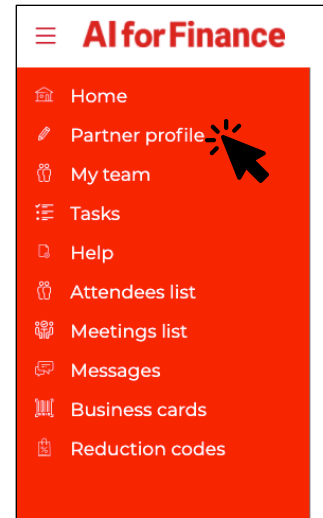 AI for Finance
Home
Partner profile
My team
Tasks
Help
Attendees list
Meetings list
Messages
Business cards
Reduction codes